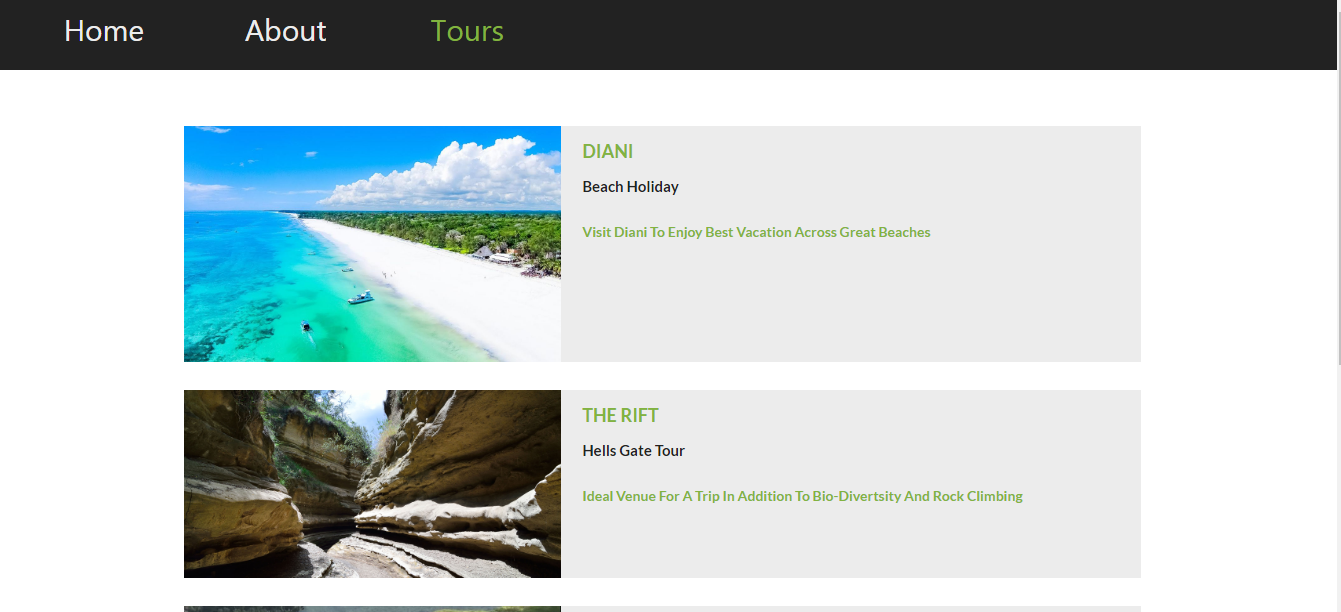 Home About Tours
DIANI
Beach Holiday
Visit Diani To Enjoy Best Vacation Across Great Beaches
THE RIFT
Hells Gate Tour
Ideal Venue For A Trip In Addition To Bio-Divertsity And Rock Climbing